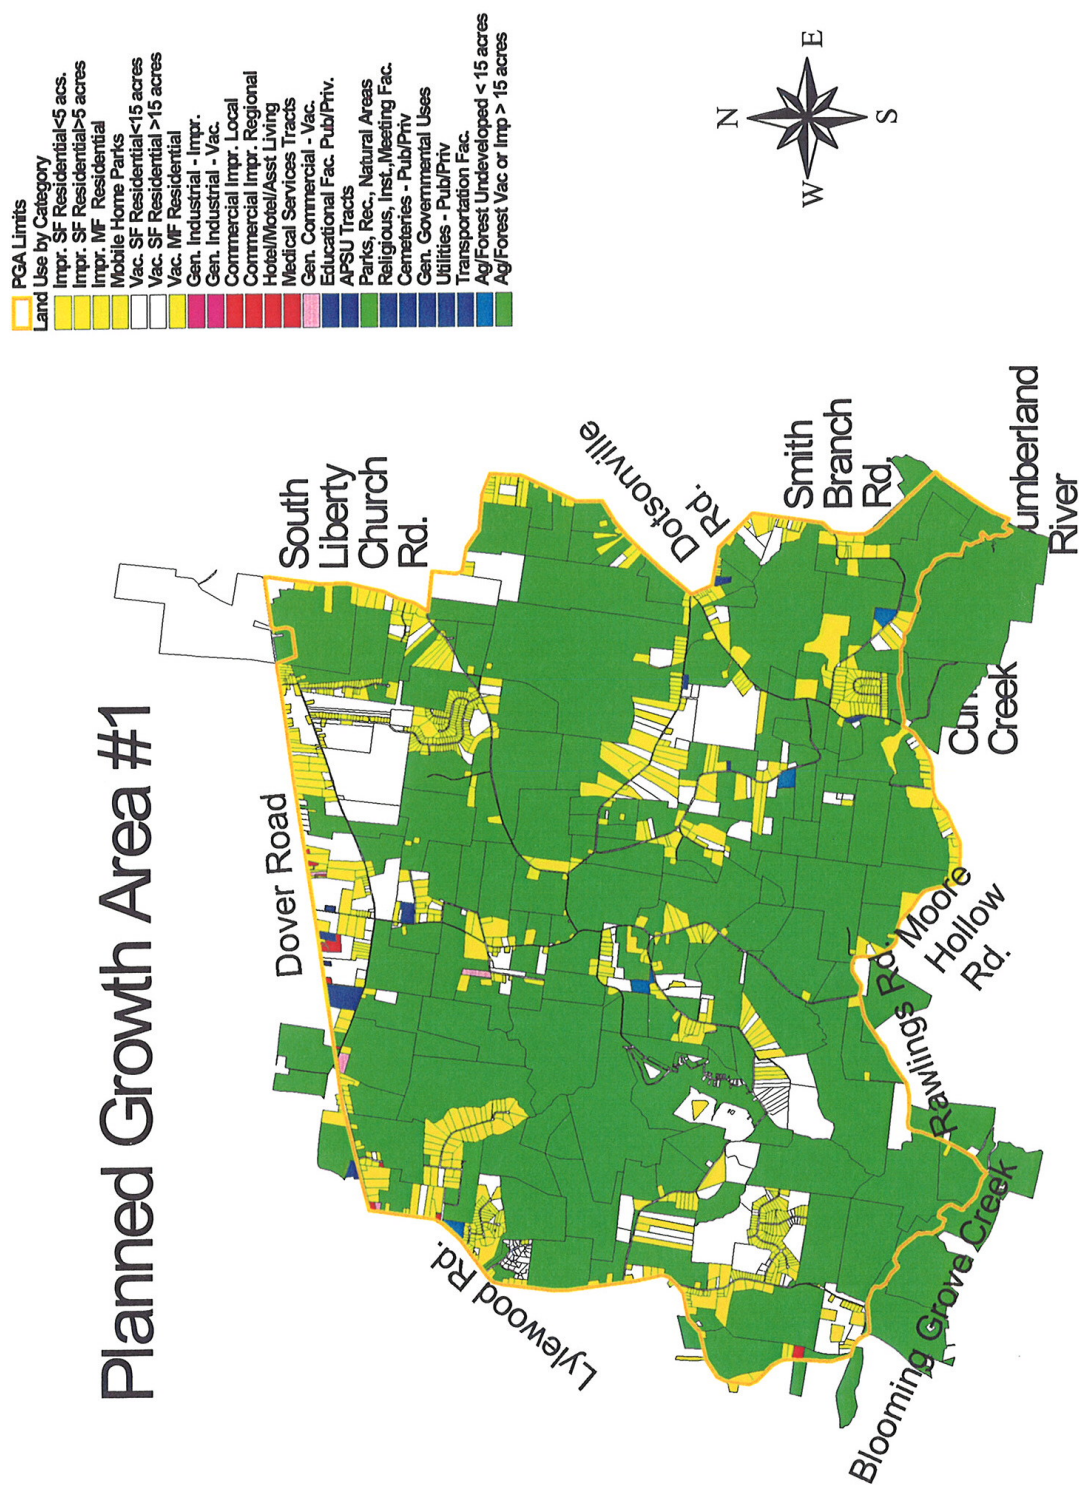 Planned Growth Area #1
PGA Limits
Land Use by Category
Impr. SF Residential<5 acs.
Impr. SF Residential>5 acres
Impr. MF Residential
Mobile Home Parks
Vac. SF Residential<15 acres
Vac. SF Residential >15 acres
Vac. MF Residential
Gen. Industrial - Impr.
Gen. Industrial - Vac.
Commercial Impr. Local
Commercial Impr. Regional
Hotel/Motel/Asst Living
Medical Services Tracts
Gen. Commercial - Vac.
Educational Fac. Pub/Priv.
APSU Tracts
Parks, Rec., Natural Areas
Religious, Inst.,Meeting Fac.
Cemeteries - Pub/Priv
Gen. Governmental Uses
Utilities - Pub/Priv
Transportation Fac.
Ag/Forest Undeveloped < 15 acres
Ag/Forest Vac or Imp > 15 acres
N
W
E
S
Dover Road
South
Liberty
Church
Rd.
Dotsonville
Rd.
Smith
Branch
Rd.
umberland
River
Cum
Creek
Moore
Hollow
Rd.
Rawlings Rd.
Lylewood Rd.
Blooming Grove Creek